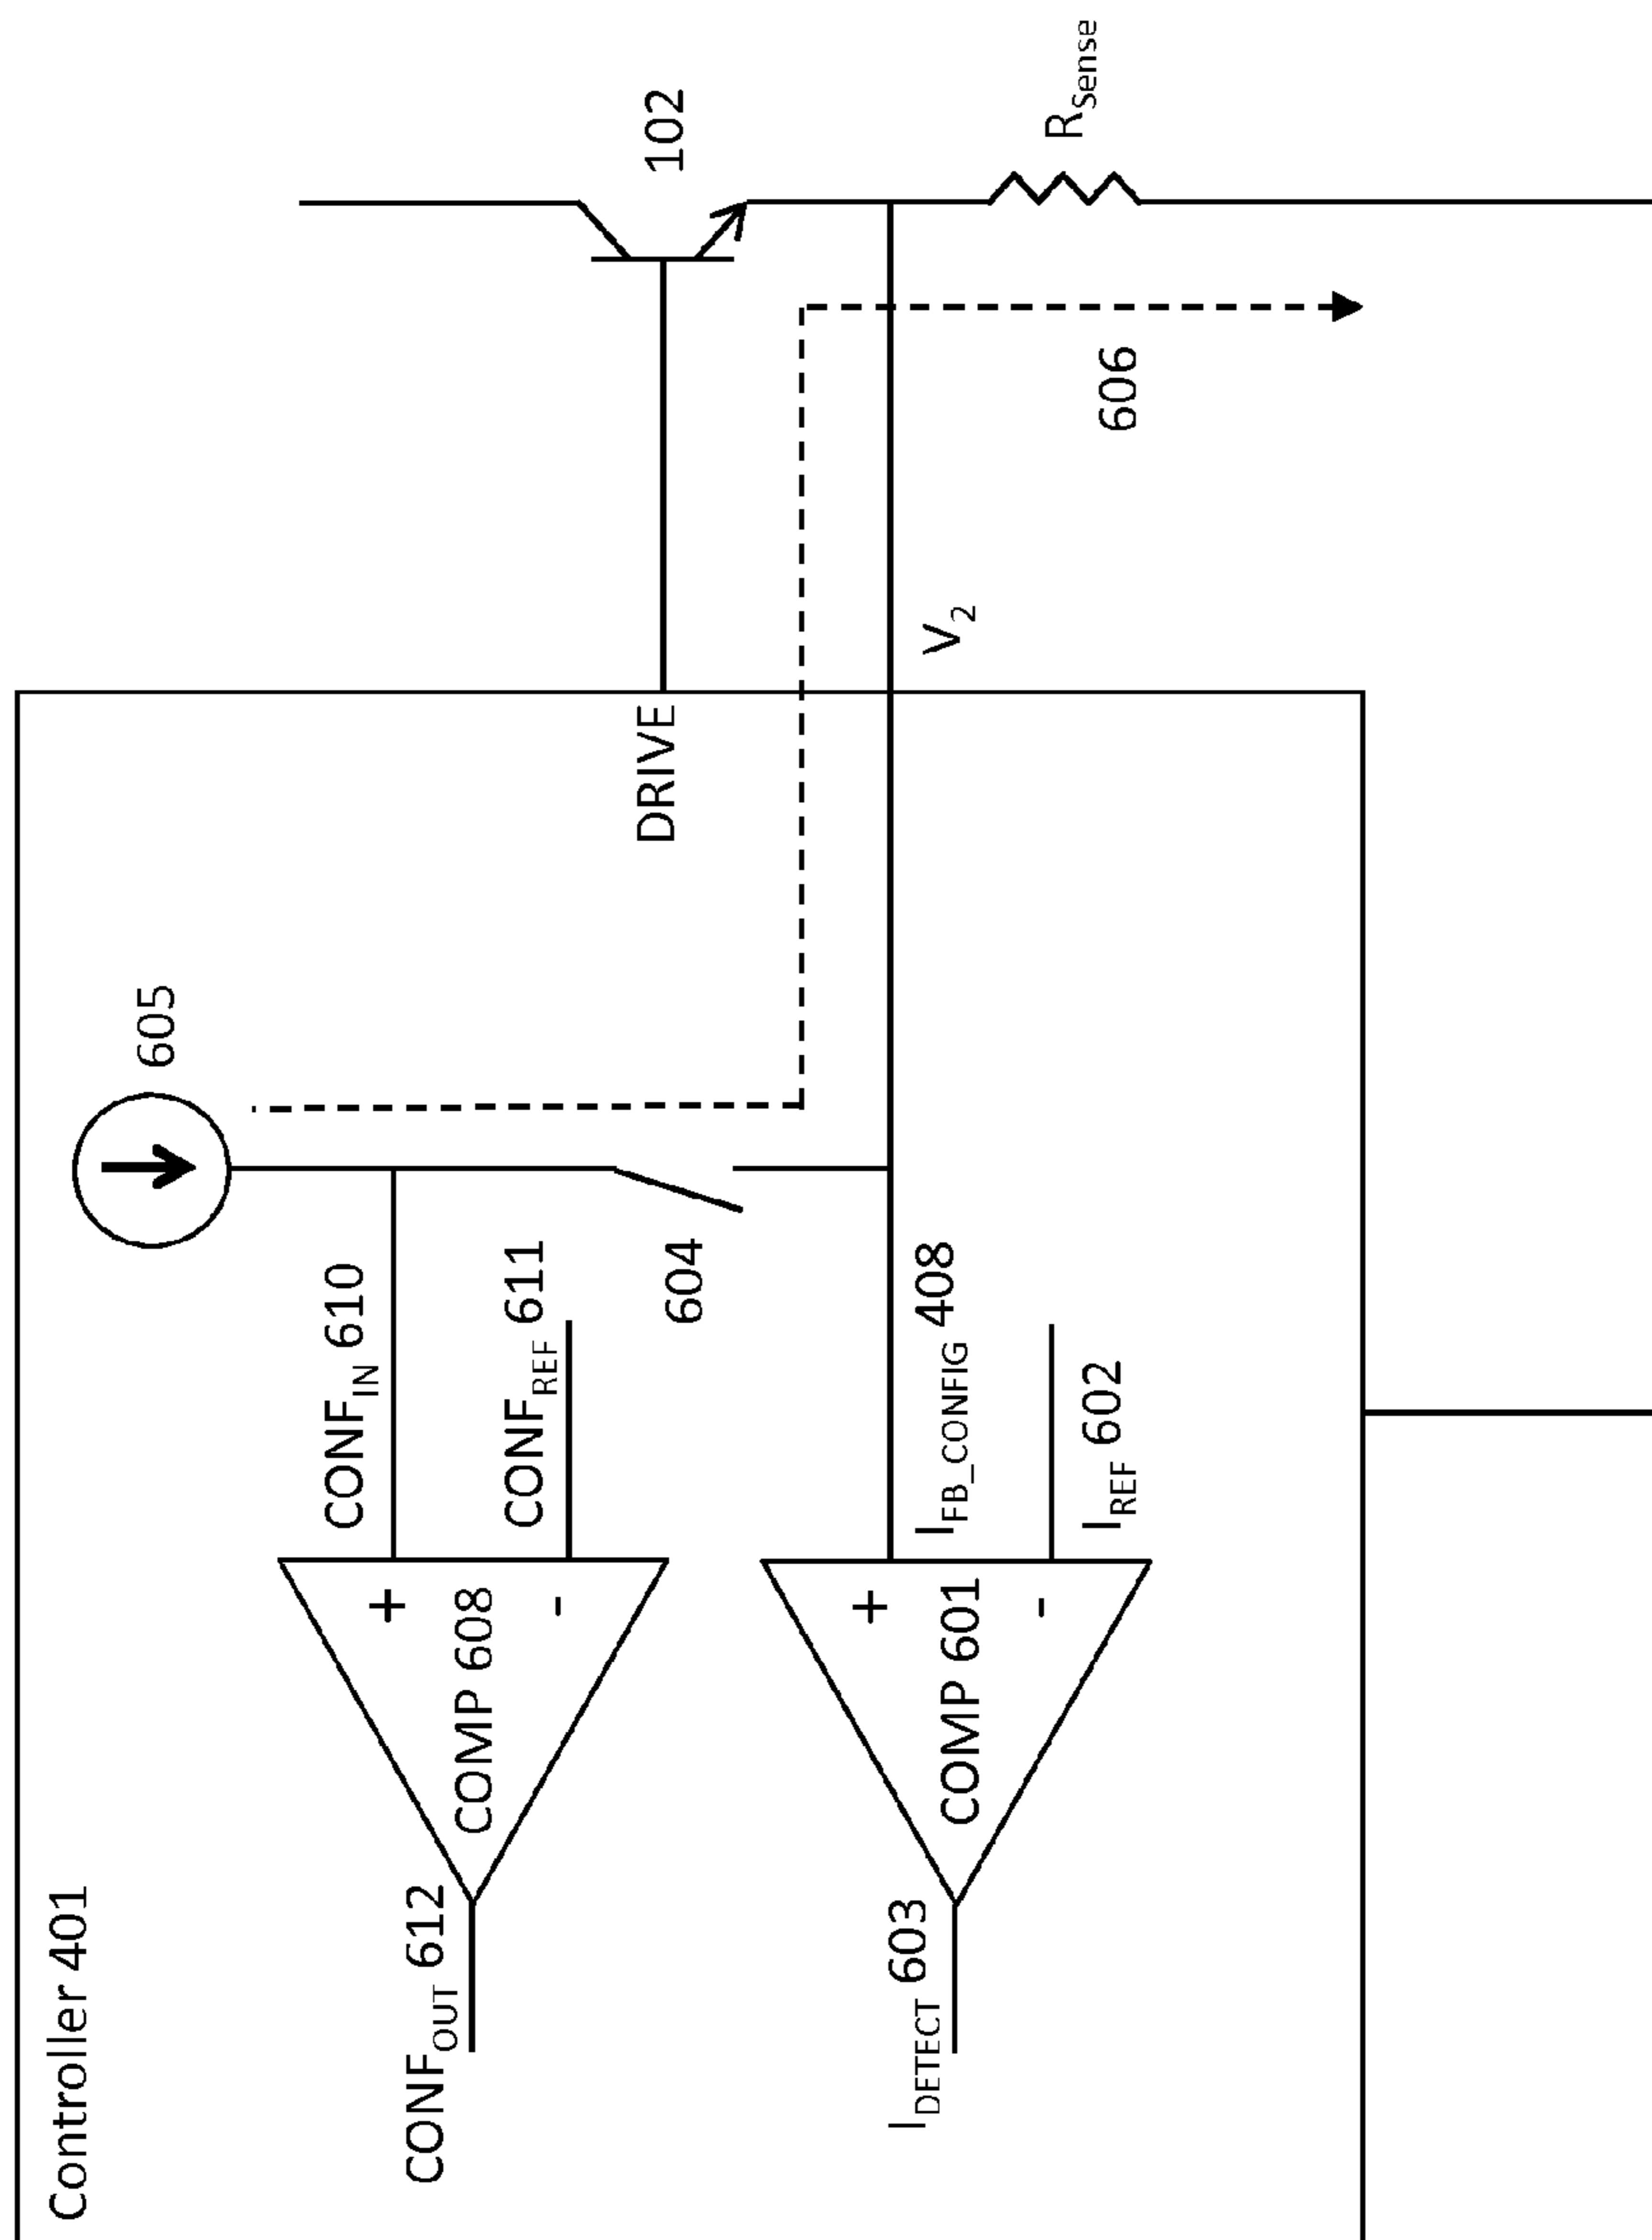 Controller 401
605
CONF_IN 610
CONF_REF 611
COMP 608
+
-
CONF_OUT 612
604
DRIVE
102
I_FB_CONFIG 408
V_2
COMP 601
+
-
I_DETECT 603
I_REF 602
606
R_Sense